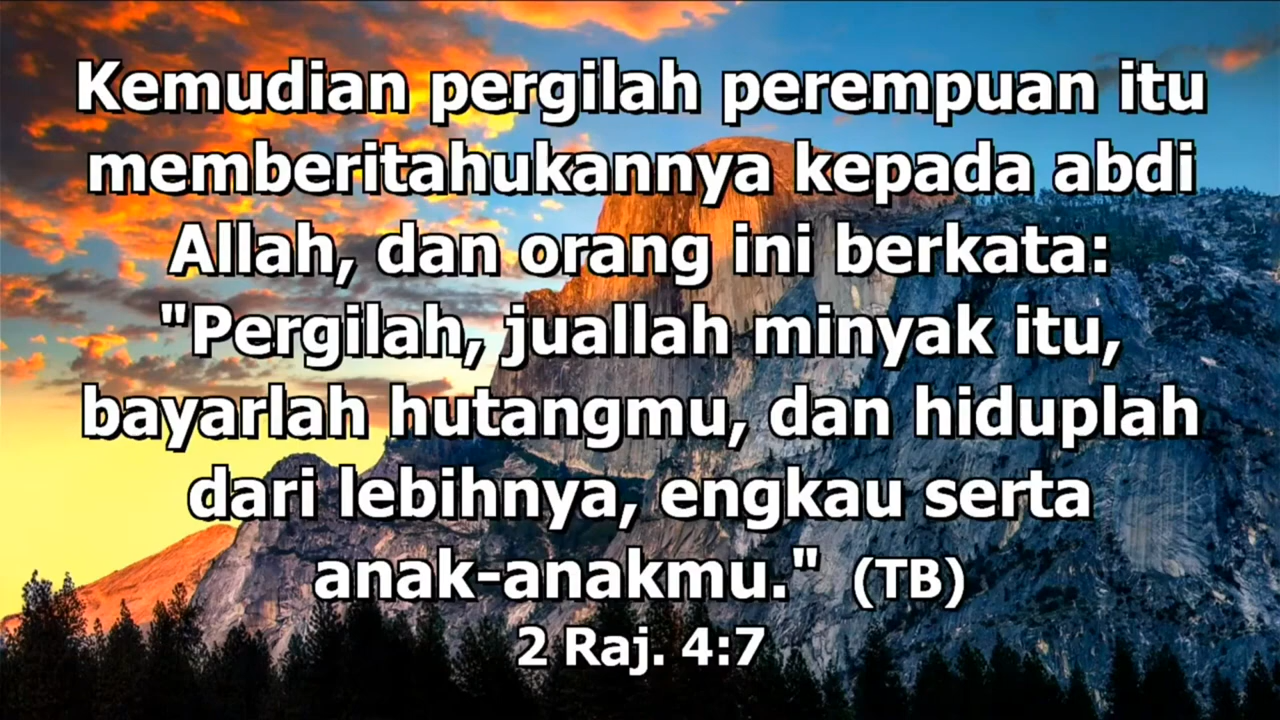 Kemudian pergilah perempuan itu
memberitahukannya kepada abdi
Allah, dan orang ini berkata:
"Pergilah, juallah minyak itu,
bayarlah hutangmu, dan hiduplah
dari lebihnya, engkau serta
anak-anakmu." (TB)
2 Raj. 4:7